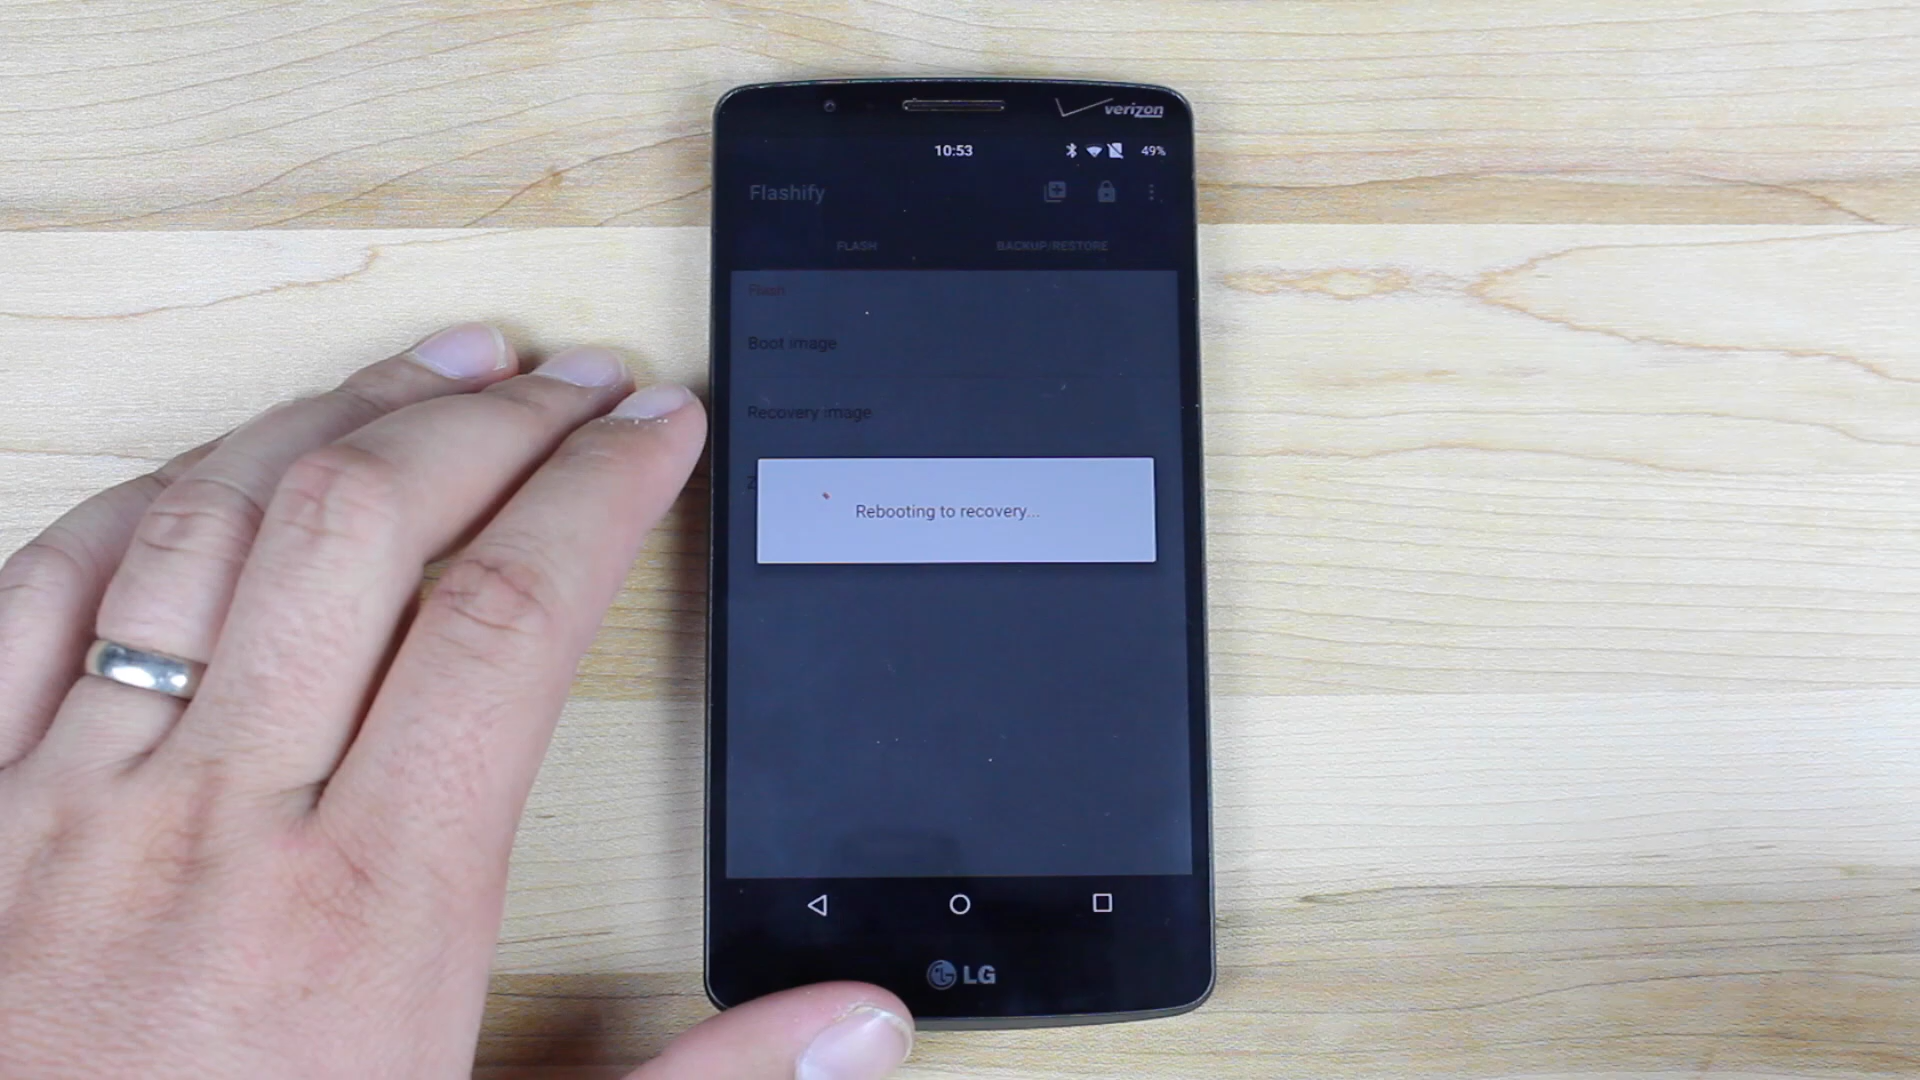 verizon
10:53
49%
Flashify
FLASH
BACKUP/RESTORE
Flash
Boot image
Recovery image
Z
Rebooting to recovery...
LG